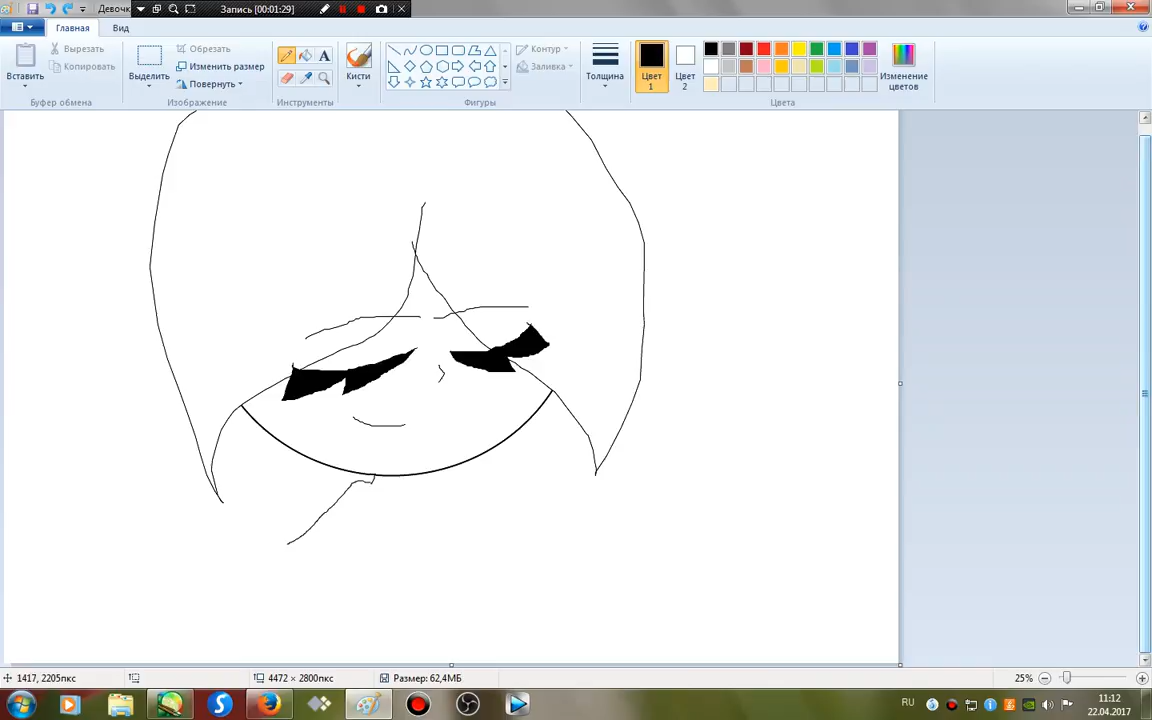 Девочк
Запись [00:01:29]
Главная
Вид
Вставить
Вырезать
Копировать
Буфер обмена
Выделить
Обрезать
Изменить размер
Повернуть
Изображение
A
Инструменты
Кисти
Контур
Заливка
Фигуры
Толщина
Цвет 1
Цвет 2
Изменение цветов
Цвета
1417, 2205пкс
4472 × 2800пкс
Размер: 62,4МБ
25%
S
RU
11:12
22.04.2017